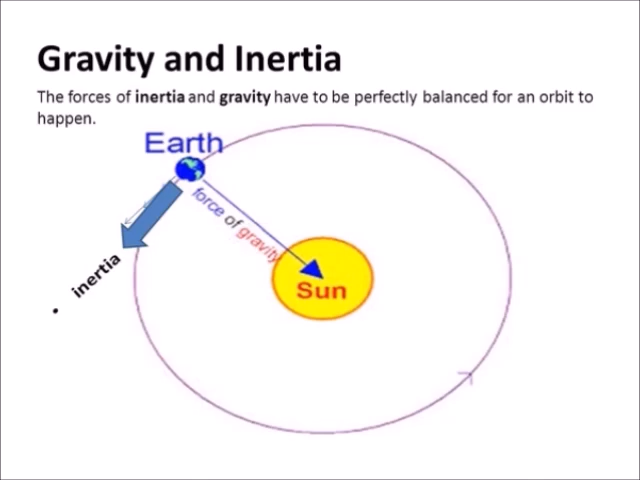 Gravity and Inertia
The forces of inertia and gravity have to be perfectly balanced for an orbit to
happen.
Earth
force of gravity
Sun
• inertia